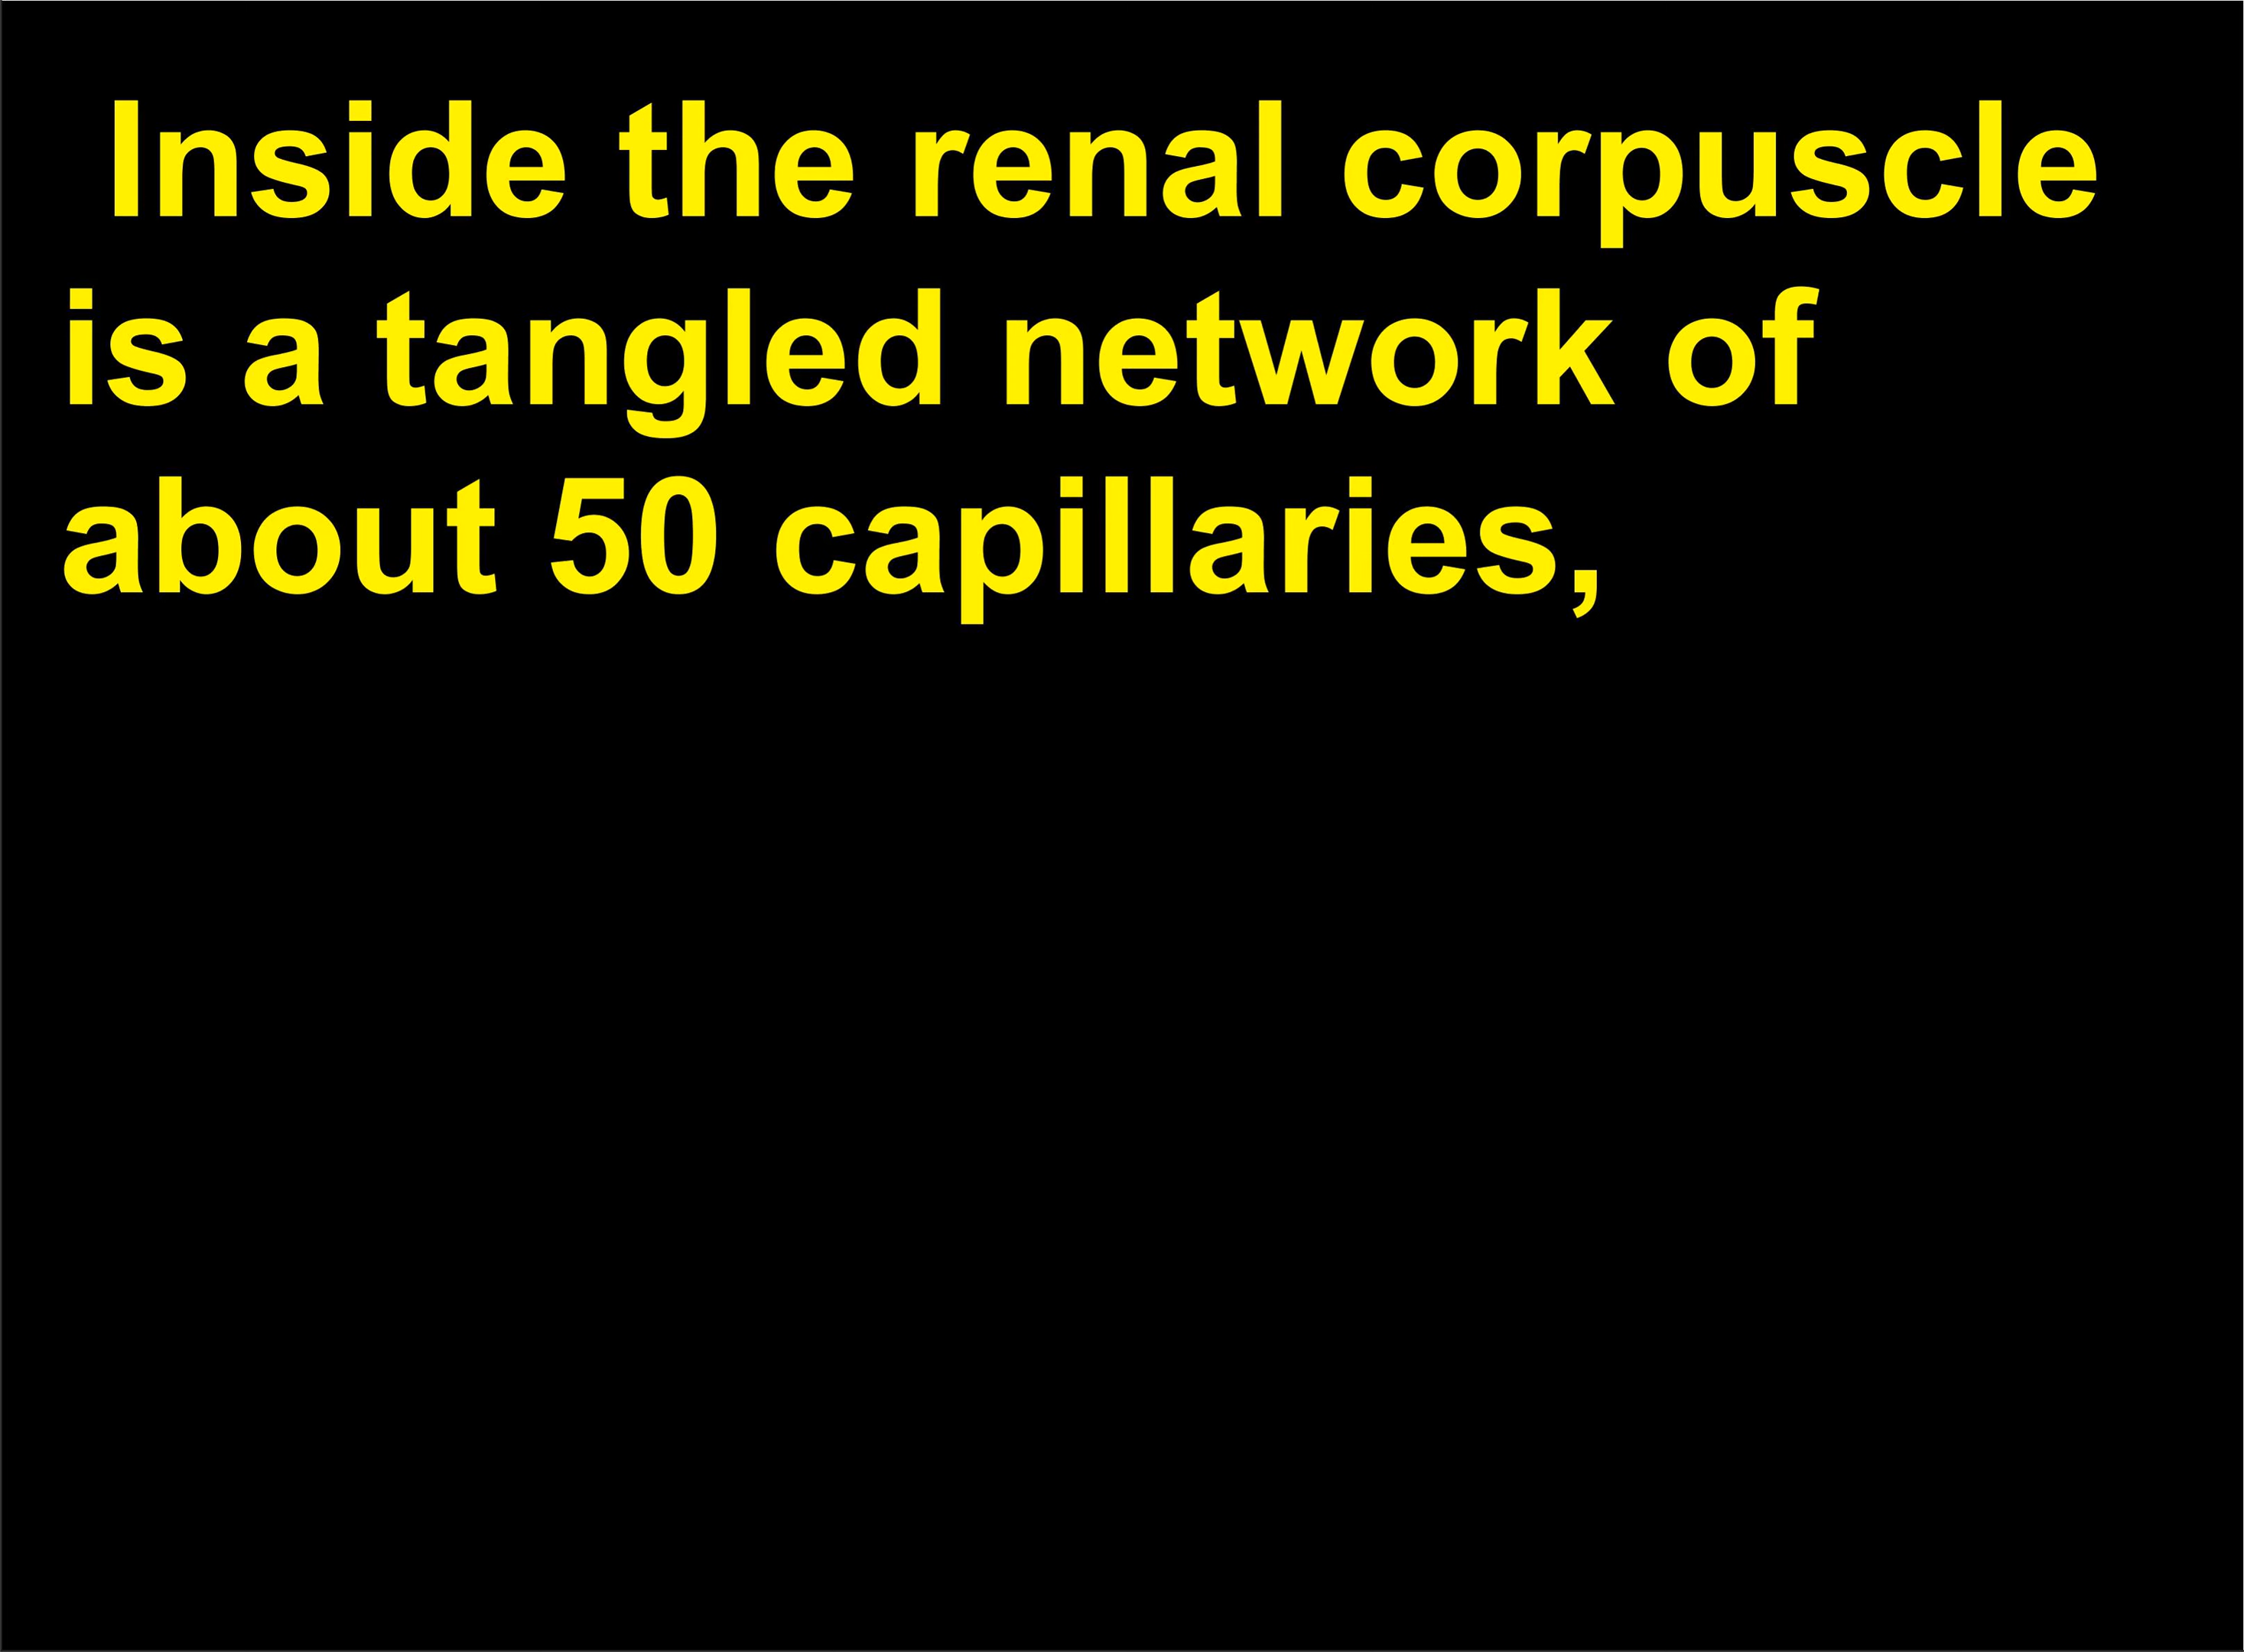 Inside the renal corpuscle
is a tangled network of
about 50 capillaries,